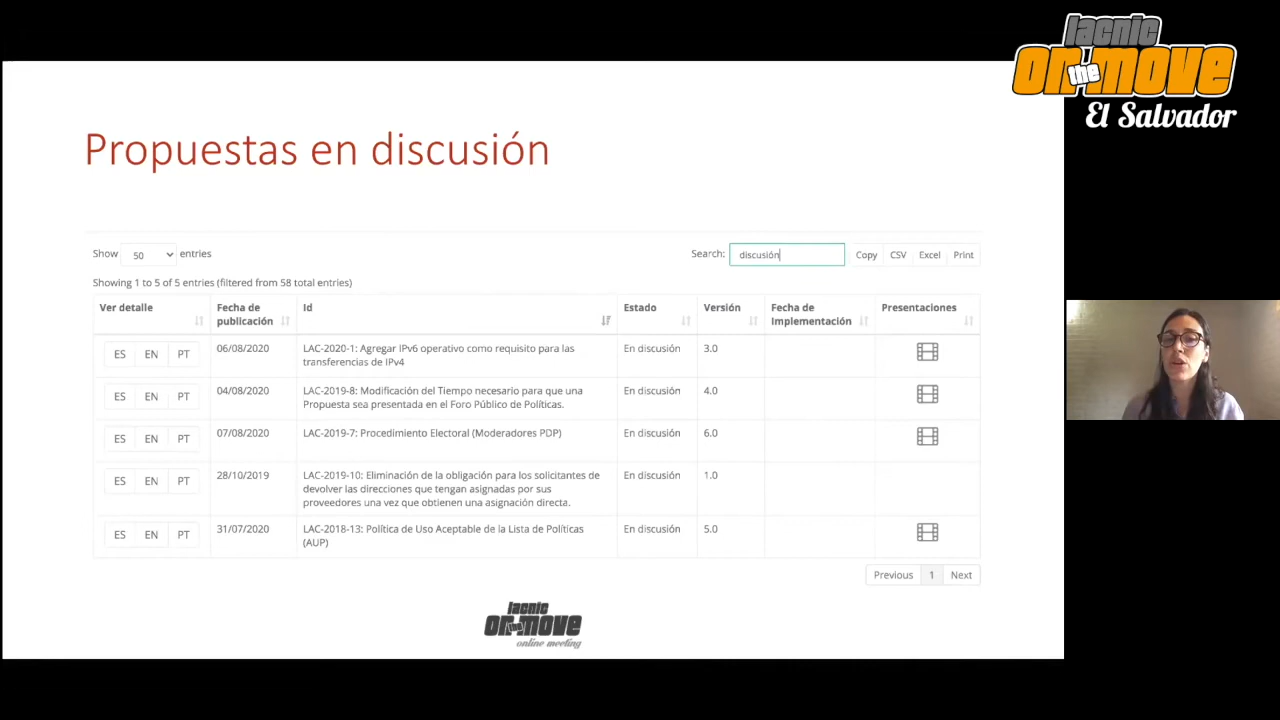 lacnic
on the move
El Salvador
Propuestas en discusión
Show 50 entries
Search: discusión Copy CSV Excel Print
Showing 1 to 5 of 5 entries (filtered from 58 total entries)
Ver detalle Fecha de publicación Id Estado Versión Fecha de Implementación Presentaciones
ES EN PT 06/08/2020 LAC-2020-1: Agregar IPv6 operativo como requisito para las En discusión 3.0
transferencias de IPv4
ES EN PT 04/08/2020 LAC-2019-8: Modificación del Tiempo necesario para que una En discusión 4.0
Propuesta sea presentada en el Foro Público de Políticas.
ES EN PT 07/08/2020 LAC-2019-7: Procedimiento Electoral (Moderadores PDP) En discusión 6.0
ES EN PT 28/10/2019 LAC-2019-10: Eliminación de la obligación para los solicitantes de En discusión 1.0
devolver las direcciones que tengan asignadas por sus
proveedores una vez que obtienen una asignación directa.
ES EN PT 31/07/2020 LAC-2018-13: Política de Uso Aceptable de la Lista de Políticas En discusión 5.0
(AUP)
Previous 1 Next
lacnic
on the move
online meeting